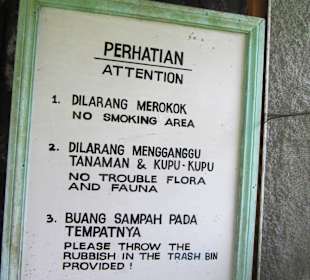 PERHATIAN
ATTENTION
1. DILARANG MEROKOK
NO SMOKING AREA
2. DILARANG MENGGANGGU
TANAMAN & KUPU-KUPU
NO TROUBLE FLORA
AND FAUNA
3. BUANG SAMPAH PADA
TEMPATNYA
PLEASE THROW THE
RUBBISH IN THE TRASH BIN
PROVIDED !